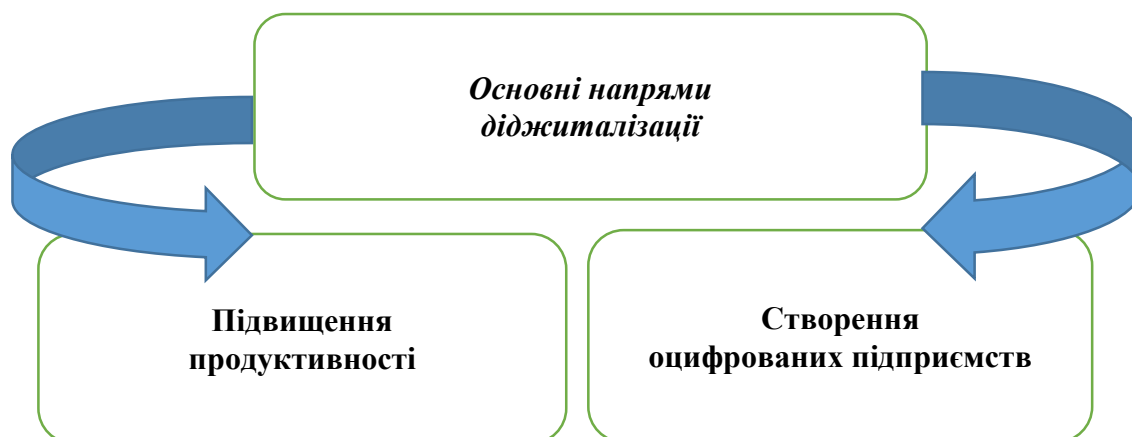 Основні напрями
діджиталізації
Підвищення
продуктивності
Створення
оцифрованих підприємств